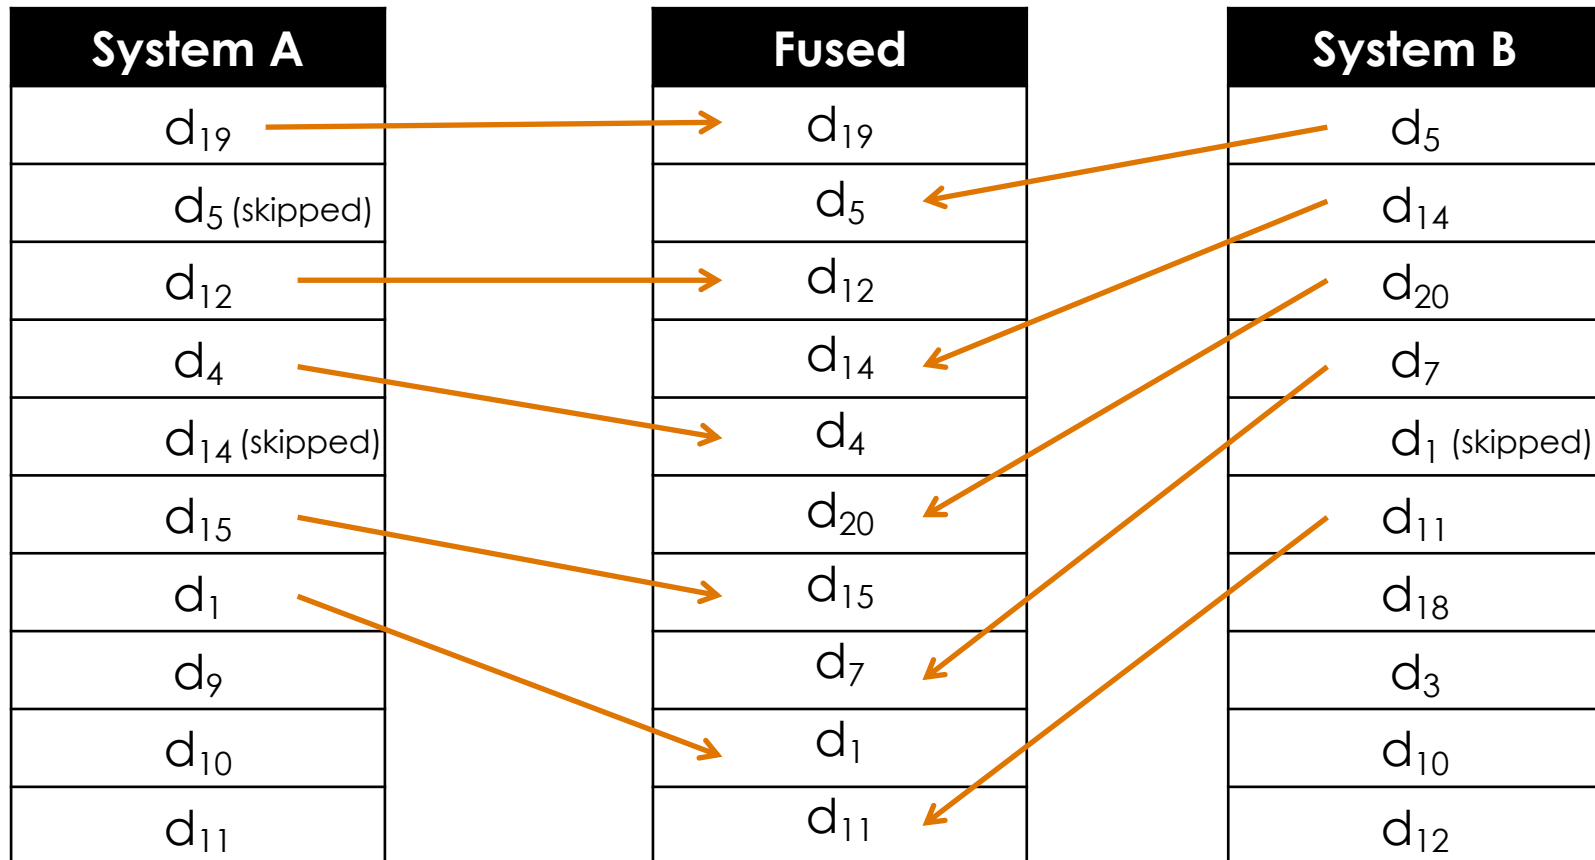 System A Fused System B
d₁₉ d₁₉ d₅
d₅ (skipped) d₅ d₁₄
d₁₂ d₁₂ d₂₀
d₄ d₁₄ d₇
d₁₄ (skipped) d₄ d₁ (skipped)
d₁₅ d₂₀ d₁₁
d₁ d₁₅ d₁₈
d₉ d₇ d₃
d₁₀ d₁ d₁₀
d₁₁ d₁₁ d₁₂